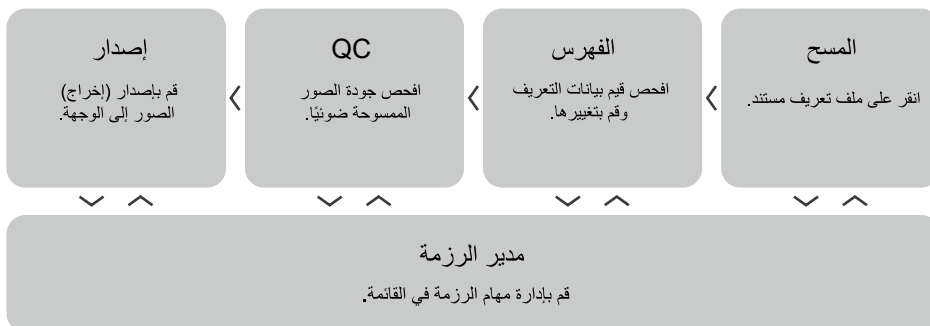 المسح
انقر على ملف تعريف مستند.
الفهرس
افحص قيم بيانات التعريف
وقم بتغييرها.
QC
افحص جودة الصور
الممسوحة ضوئيًا.
إصدار
قم بإصدار (إخراج)
الصور إلى الوجهة.
مدير الرزمة
قم بإدارة مهام الرزمة في القائمة.